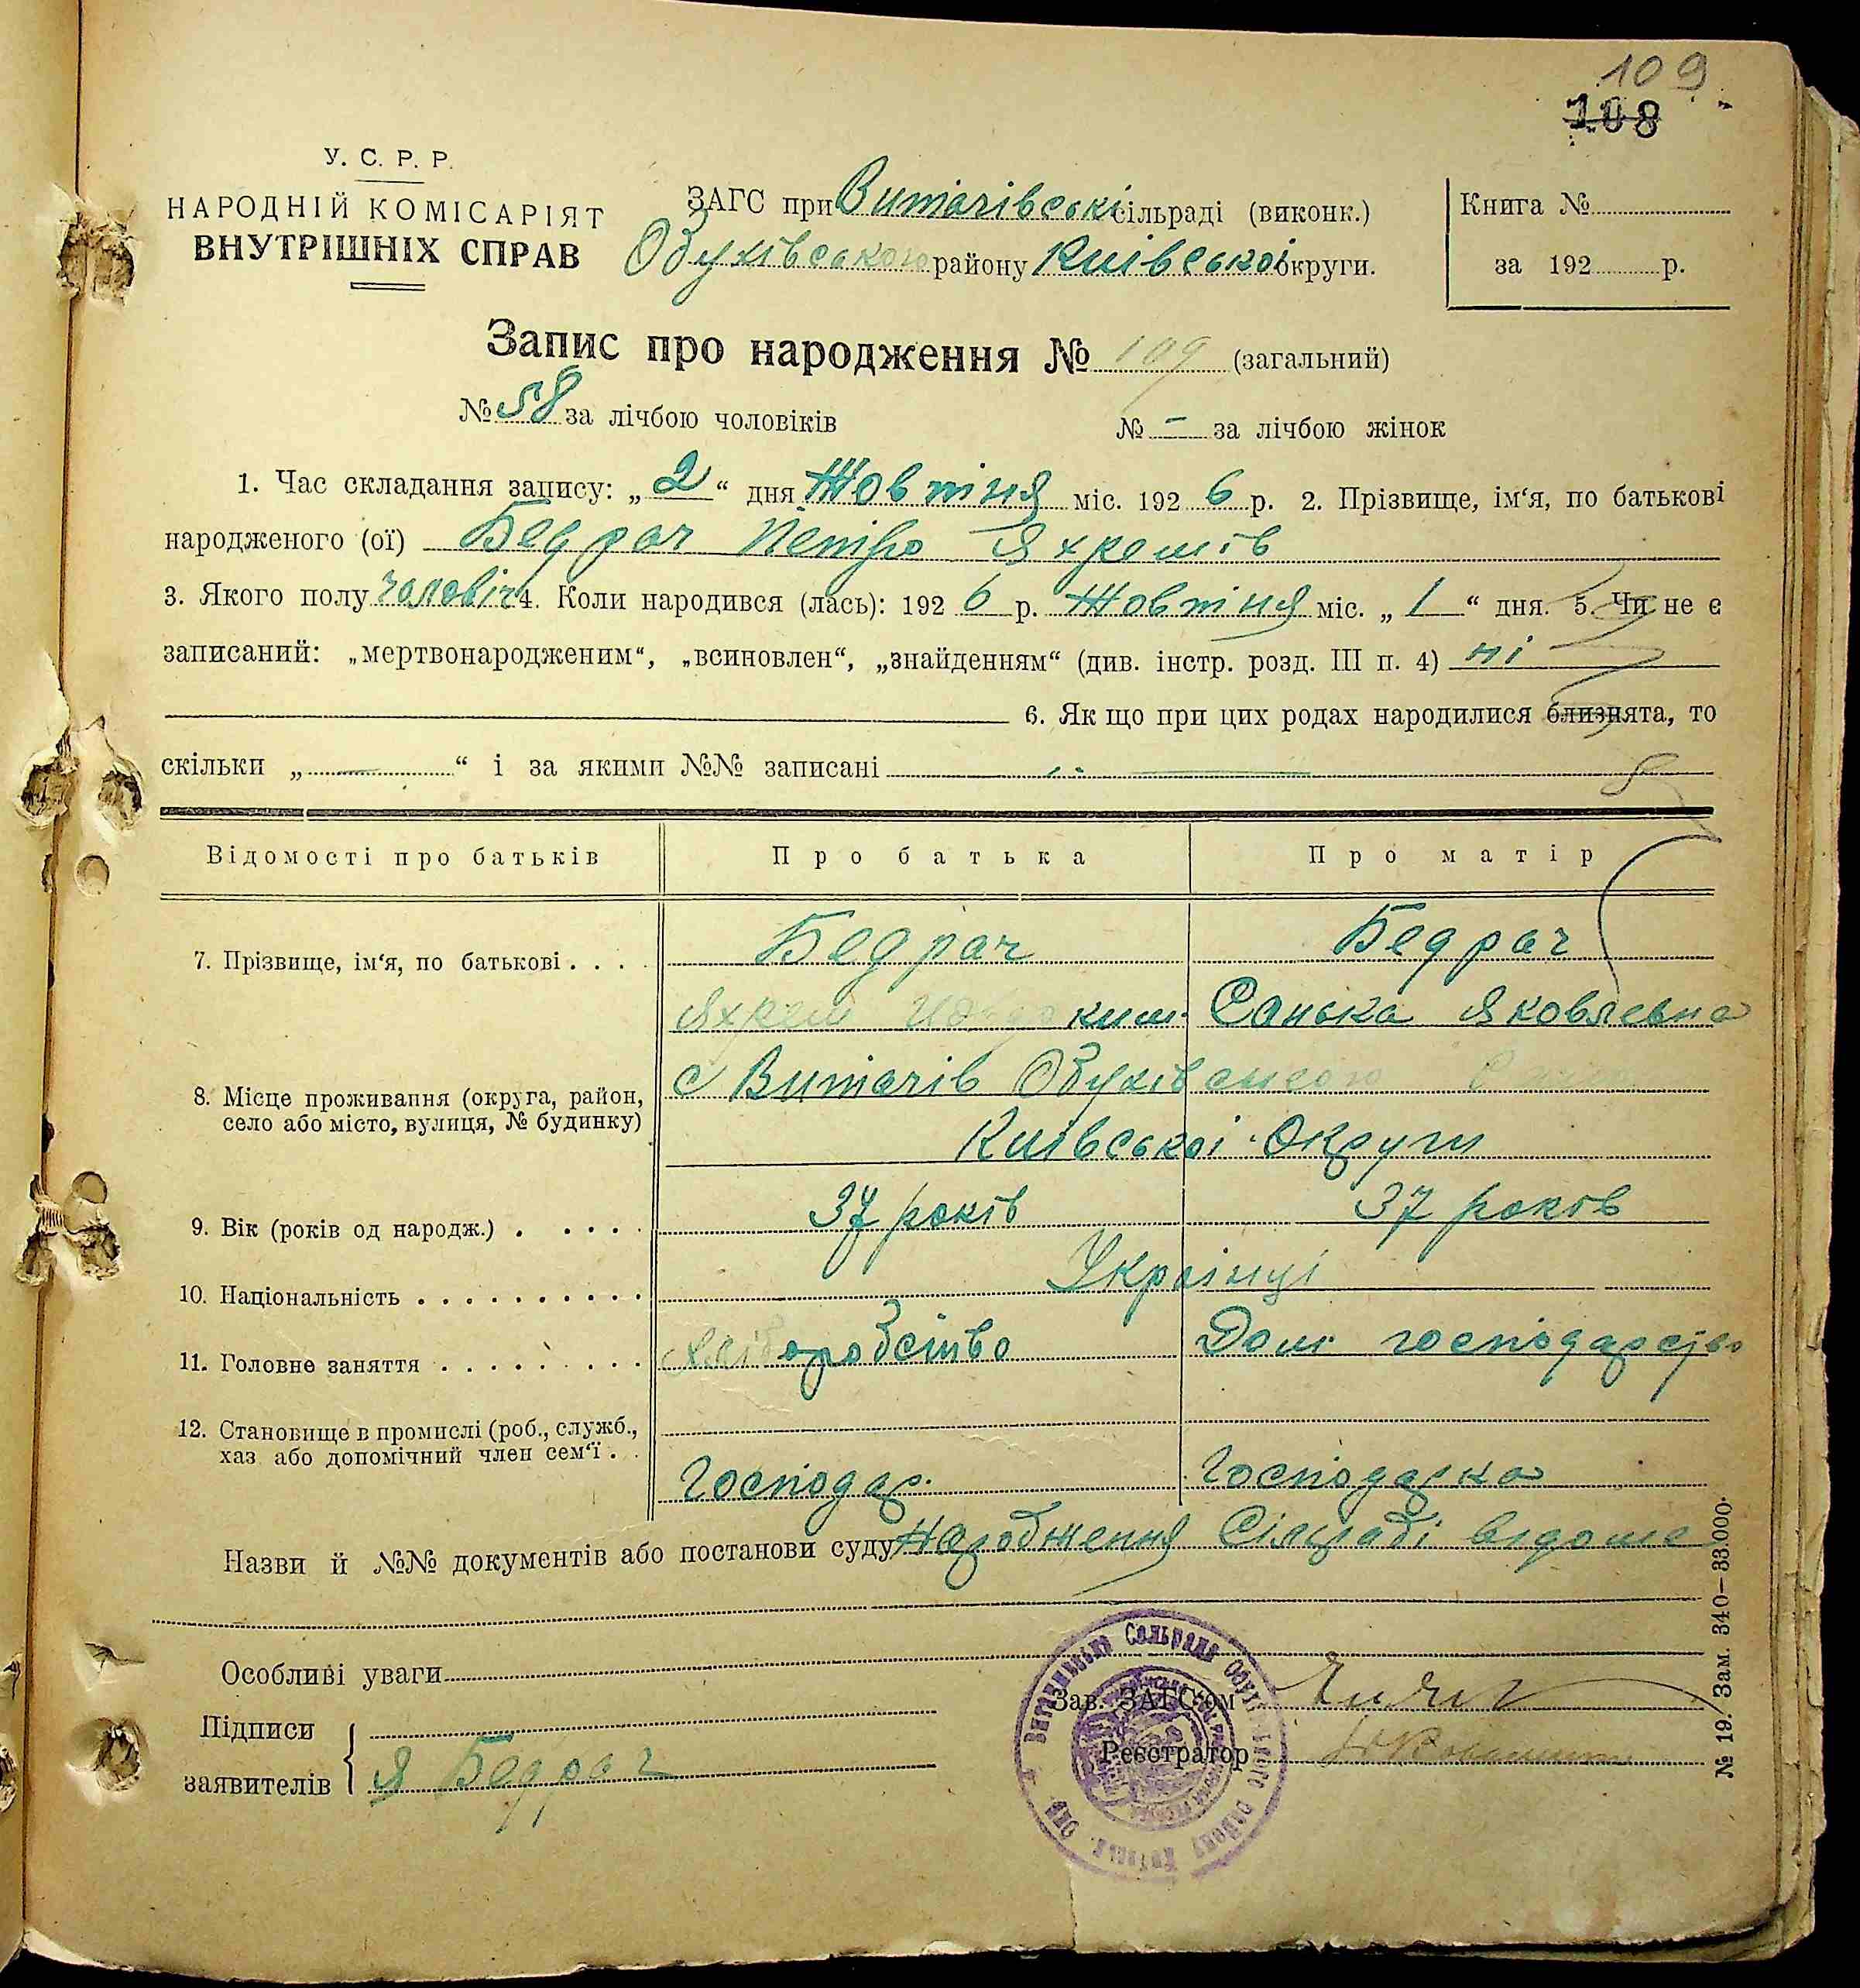 109
108
У. С. Р. Р.
НАРОДНІЙ КОМІСАРІЯТ
ВНУТРІШНІХ СПРАВ
ЗАГС при Витачівські сільраді (виконк.)
Обухівського району Київської округи.
Книга №
за 192 р.
Запис про народження № 109 (загальний)
№ 58 за лічбою чоловіків № — за лічбою жінок
1. Час складання запису: „2“ дня Жовтня міс. 1926 р. 2. Прізвище, ім‘я, по батькові
народженого (ої) Бедрач Петро Яхремів
3. Якого полу чоловіч 4. Коли народився (лась): 1926 р. Жовтня міс. „1“ дня. 5. Чи не є
записаний: „мертвонародженим“, „всиновлен“, „знайденням“ (див. інстр. розд. III п. 4) ні
6. Як що при цих родах народилися близнята, то
скільки „—“ і за якими №№ записані —
Відомості про батьків Про батька Про матір
7. Прізвище, ім‘я, по батькові . . . . Бедрач Бедрач
Яхрем Санька Яковлевна
8. Місце проживання (округа, район, село або місто, вулиця, № будинку) с Витачів Обухівського
Київської Округи
9. Вік (років од народж.) . . . . . 37 років 37 років
10. Національність . . . . . . . . . . Українці
11. Головне заняття . . . . . . . . . хліборобство Дом господарство
12. Становище в промислі (роб., служб.,
хаз або допомічний член сем‘ї . . Господар. Господарка
Назви й №№ документів або постанови суду Народження Сілраді відоме
Особливі уваги
Підписи
заявителів Я Бедрач
Зав. ЗАГС‘ом
Реєстратор
№ 19. Зам. 340—33.000.